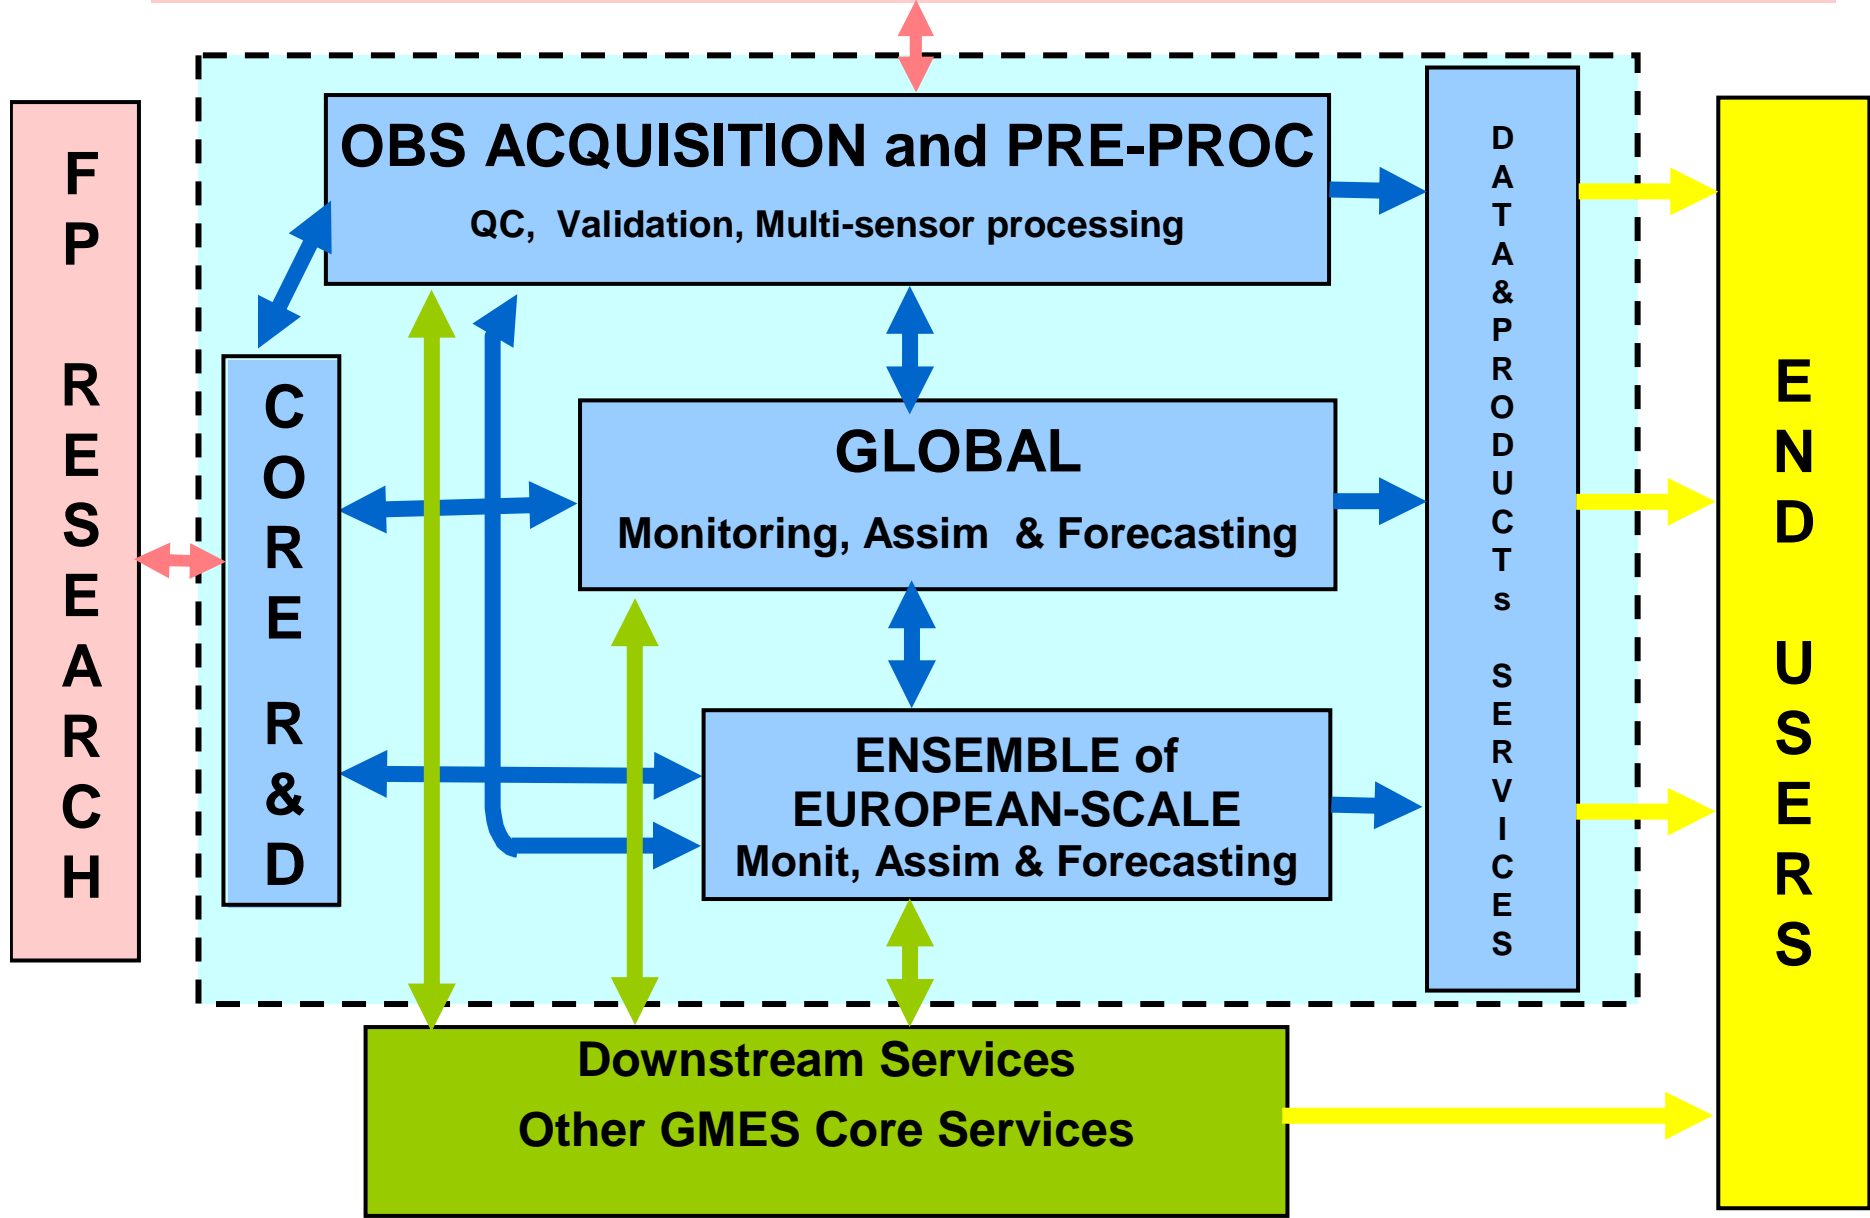 OBS ACQUISITION and PRE-PROC
QC, Validation, Multi-sensor processing
FP RESEARCH
CORE R&D
GLOBAL
Monitoring, Assim & Forecasting
ENSEMBLE of
EUROPEAN-SCALE
Monit, Assim & Forecasting
DATA&PRODUCTs SERVICES
END USERS
Downstream Services
Other GMES Core Services